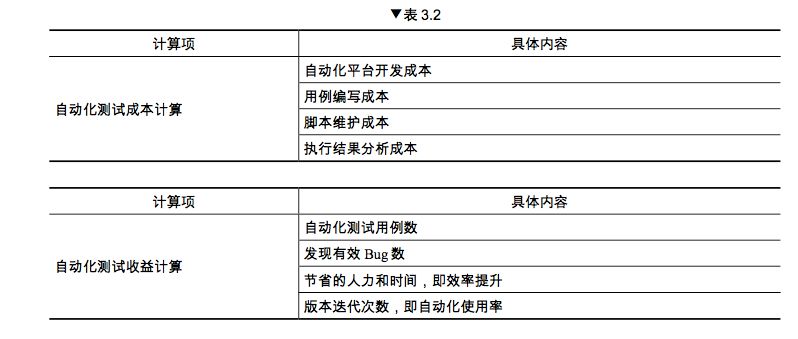 ▼表 3.2
计算项 具体内容
自动化测试成本计算
自动化平台开发成本
用例编写成本
脚本维护成本
执行结果分析成本
计算项 具体内容
自动化测试收益计算
自动化测试用例数
发现有效 Bug 数
节省的人力和时间，即效率提升
版本迭代次数，即自动化使用率